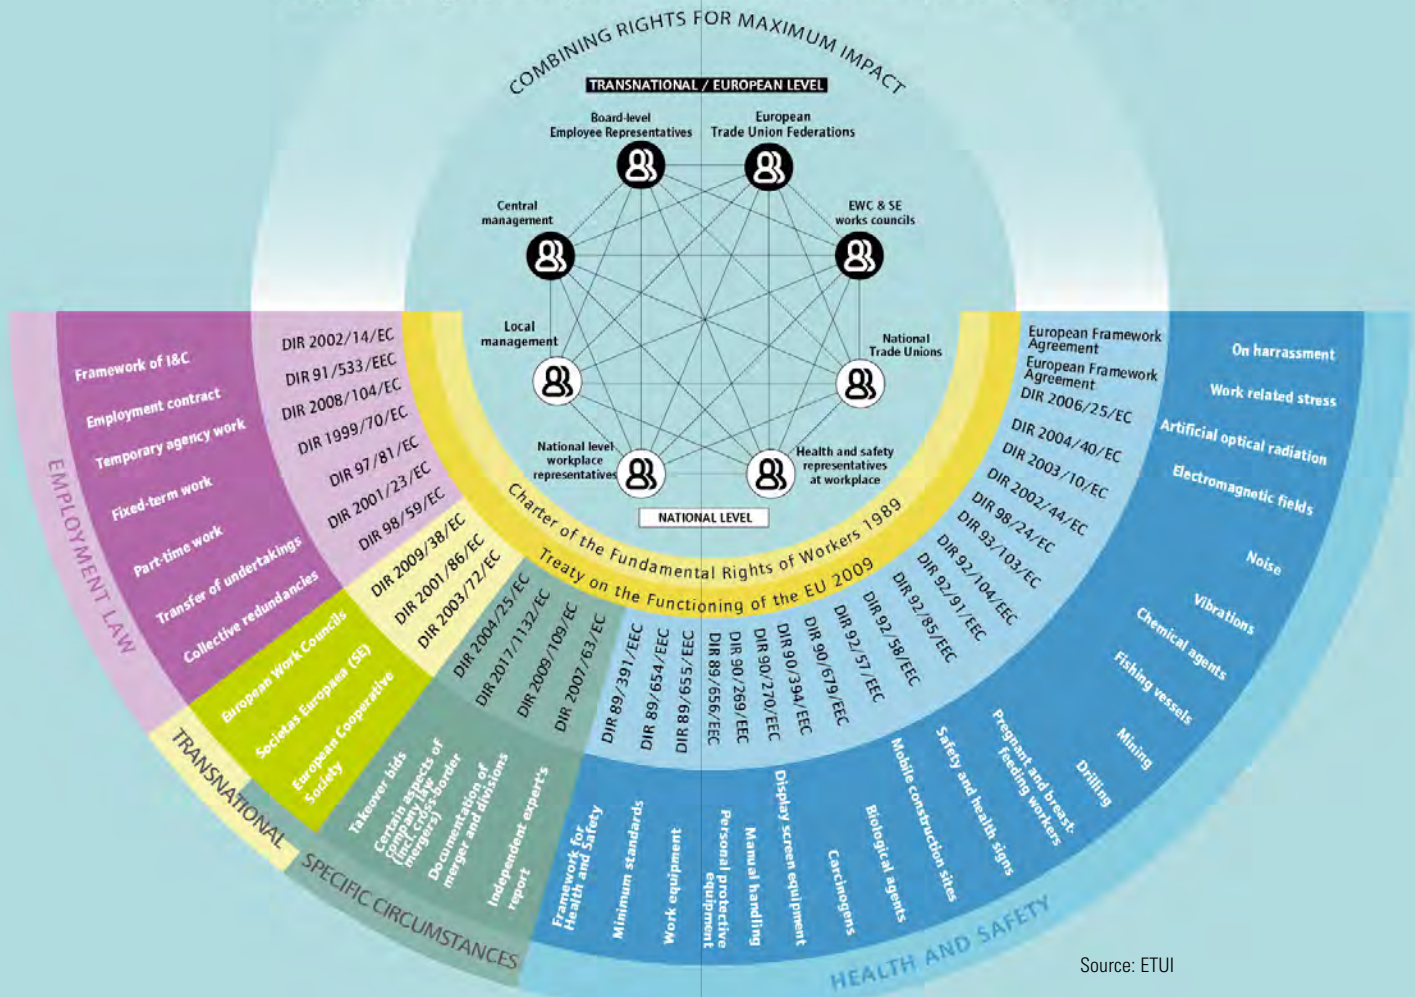 COMBINING RIGHTS FOR MAXIMUM IMPACT
TRANSNATIONAL / EUROPEAN LEVEL
Board-level
Employee Representatives
European
Trade Union Federations
Central
management
EWC & SE
works councils
Local
management
National
Trade Unions
National level
workplace
representatives
Health and safety
representatives
at workplace
NATIONAL LEVEL
Charter of the Fundamental Rights of Workers 1989
Treaty on the Functioning of the EU 2009
EMPLOYMENT LAW
Framework of I&C
Employment contract
Temporary agency work
Fixed-term work
Part-time work
Transfer of undertakings
Collective redundancies
DIR 2002/14/EC
DIR 91/533/EEC
DIR 2008/104/EC
DIR 1999/70/EC
DIR 97/81/EC
DIR 2001/23/EC
DIR 98/59/EC
TRANSNATIONAL
European Work Councils
Societas Europaea (SE)
European Cooperative
Society
DIR 2009/38/EC
DIR 2001/86/EC
DIR 2003/72/EC
SPECIFIC CIRCUMSTANCES
Takeover bids
Certain aspects of
company law
(incl. cross-border
mergers)
Documentation of
merger and divisions
Independent expert's
report
DIR 2004/25/EC
DIR 2017/1132/EC
DIR 2009/109/EC
DIR 2007/63/EC
HEALTH AND SAFETY
Framework for
Health and Safety
Minimum standards
Work equipment
Personal protective
equipment
Manual handling
Display screen equipment
Carcinogens
Biological agents
Mobile construction sites
Safety and health signs
Pregnant and breast-
feeding workers
Drilling
Mining
Fishing vessels
Chemical agents
Vibrations
Noise
Electromagnetic fields
Artificial optical radiation
Work related stress
On harrassment
DIR 89/391/EEC
DIR 89/654/EEC
DIR 89/655/EEC
DIR 89/656/EEC
DIR 90/269/EEC
DIR 90/270/EEC
DIR 90/394/EEC
DIR 90/679/EEC
DIR 92/57/EEC
DIR 92/58/EEC
DIR 92/85/EEC
DIR 92/91/EEC
DIR 92/104/EEC
DIR 93/103/EC
DIR 98/24/EC
DIR 2002/44/EC
DIR 2003/10/EC
DIR 2004/40/EC
DIR 2006/25/EC
European Framework
Agreement
European Framework
Agreement
Source: ETUI